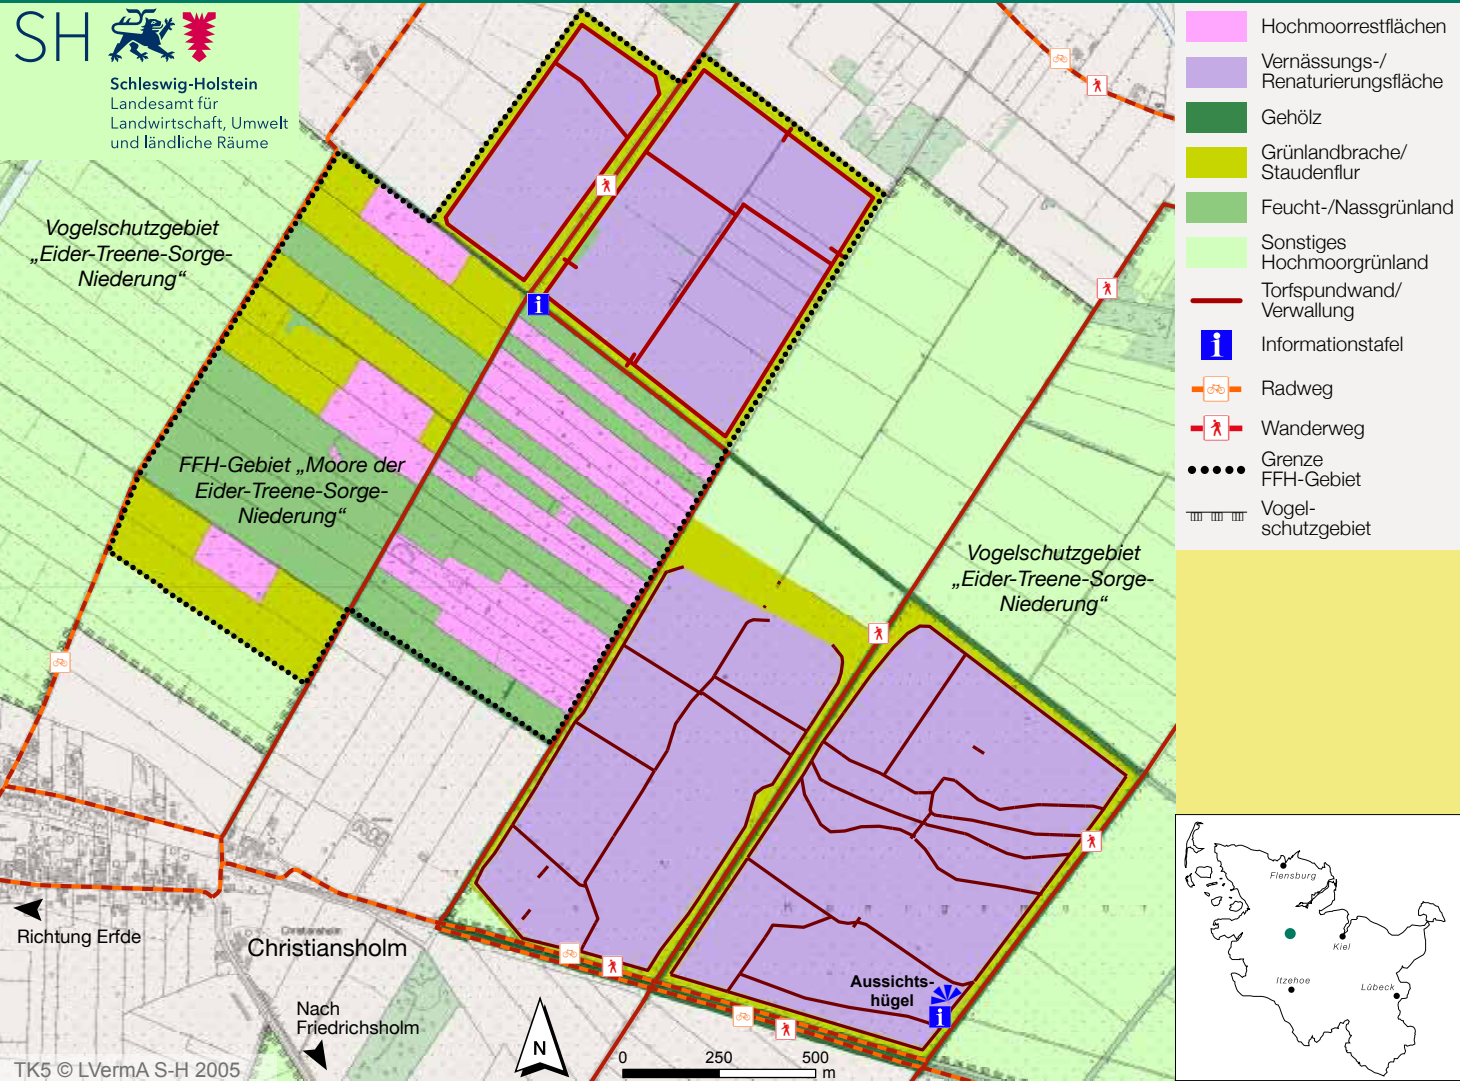 SH
Schleswig-Holstein
Landesamt für
Landwirtschaft, Umwelt
und ländliche Räume
Vogelschutzgebiet
„Eider-Treene-Sorge-
Niederung“
FFH-Gebiet „Moore der
Eider-Treene-Sorge-
Niederung“
Vogelschutzgebiet
„Eider-Treene-Sorge-
Niederung“
i
Richtung Erfde
Christiansholm
Nach
Friedrichsholm
Aussichts-
hügel
i
N
0 250 500
m
TK5 © LVermA S-H 2005
Hochmoorrestflächen
Vernässungs-/
Renaturierungsfläche
Gehölz
Grünlandbrache/
Staudenflur
Feucht-/Nassgrünland
Sonstiges
Hochmoorgrünland
Torfspundwand/
Verwallung
i Informationstafel
Radweg
Wanderweg
Grenze
FFH-Gebiet
Vogel-
schutzgebiet
Flensburg
Kiel
Itzehoe
Lübeck